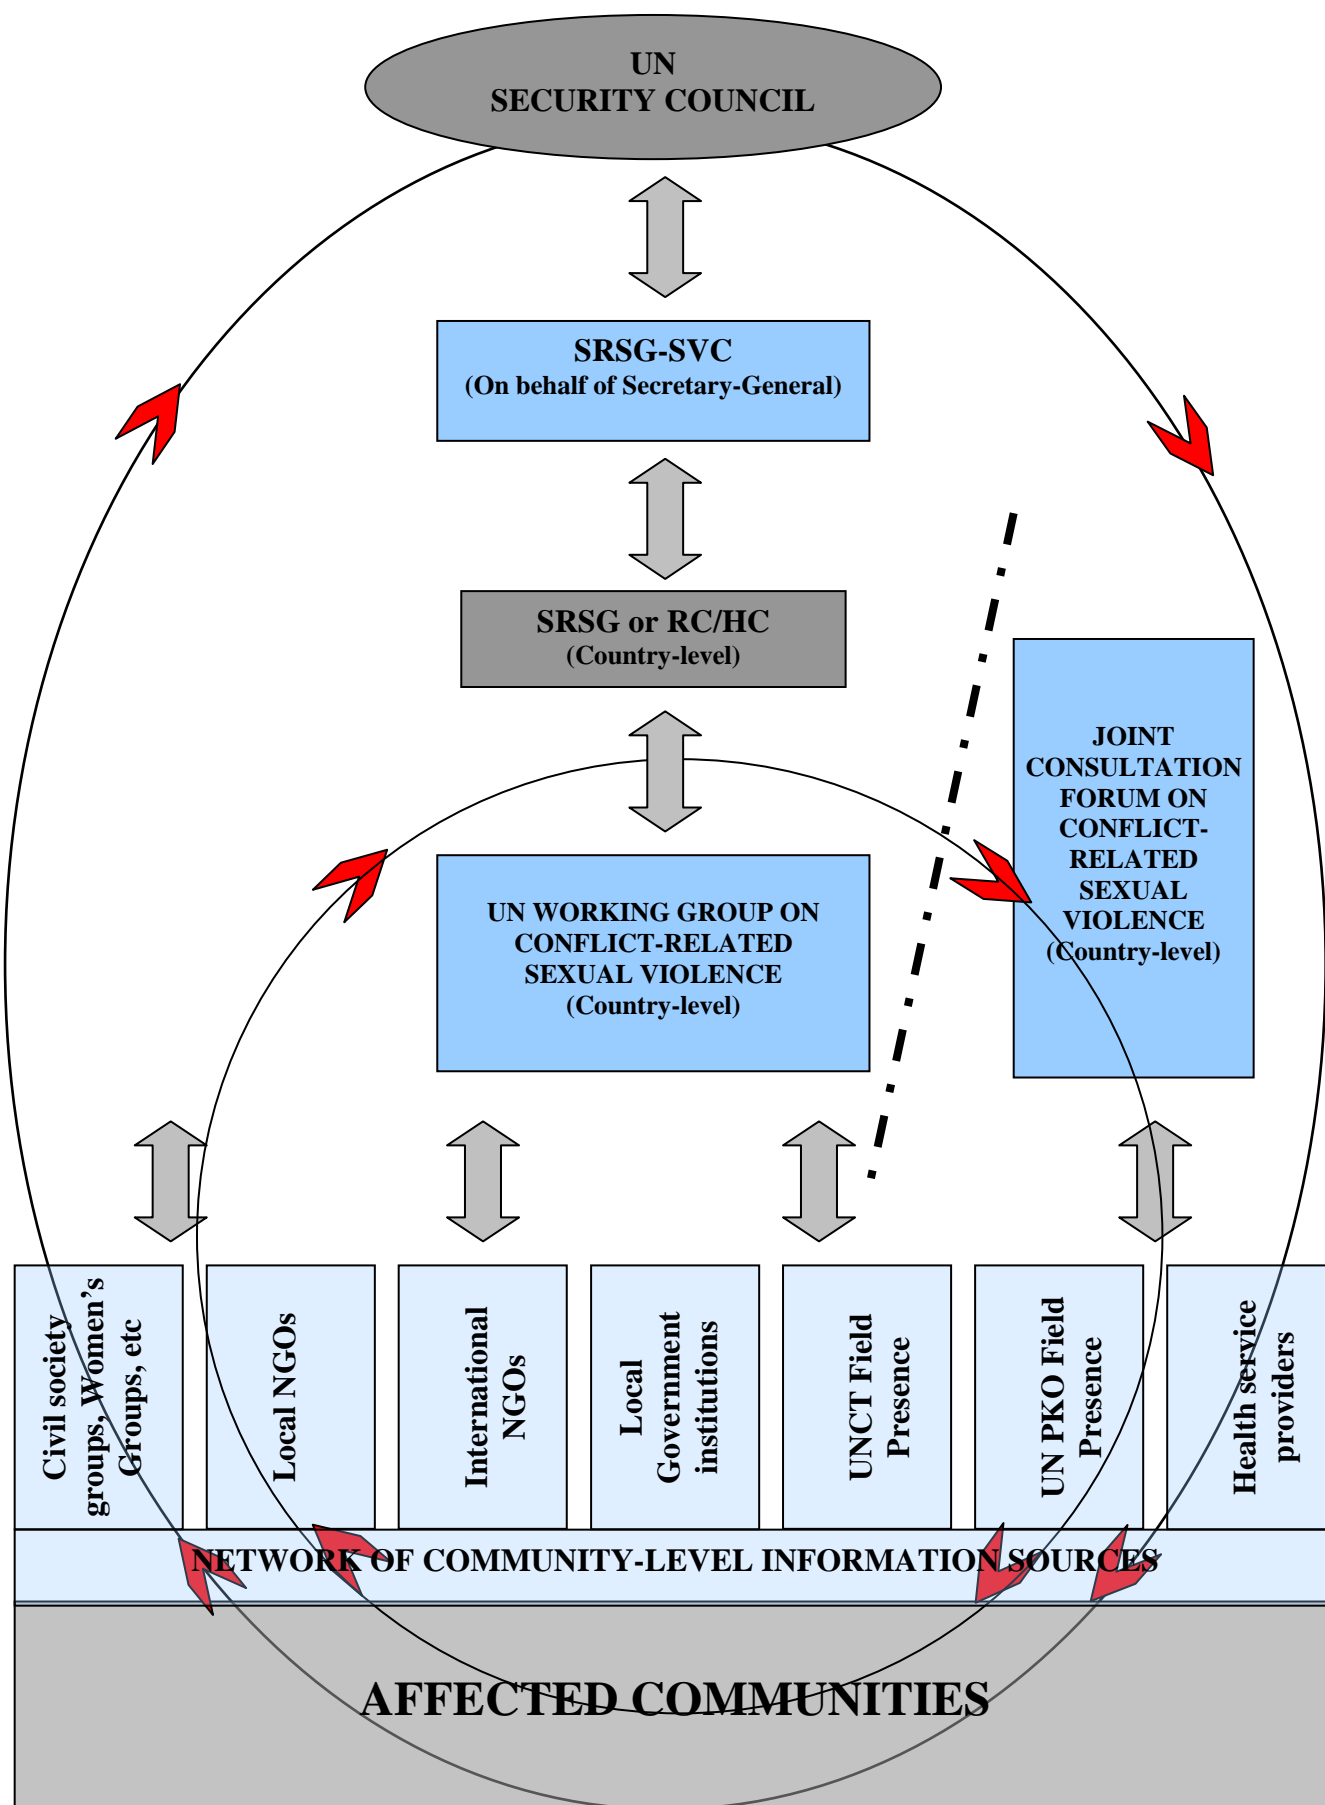 UN
SECURITY COUNCIL
SRSG-SVC
(On behalf of Secretary-General)
SRSG or RC/HC
(Country-level)
JOINT
CONSULTATION
FORUM ON
CONFLICT-
RELATED
SEXUAL
VIOLENCE
(Country-level)
UN WORKING GROUP ON
CONFLICT-RELATED
SEXUAL VIOLENCE
(Country-level)
Civil society
groups, Women’s
Groups, etc
Local NGOs
International
NGOs
Local
Government
institutions
UNCT Field
Presence
UN PKO Field
Presence
Health service
providers
NETWORK OF COMMUNITY-LEVEL INFORMATION SOURCES
AFFECTED COMMUNITIES